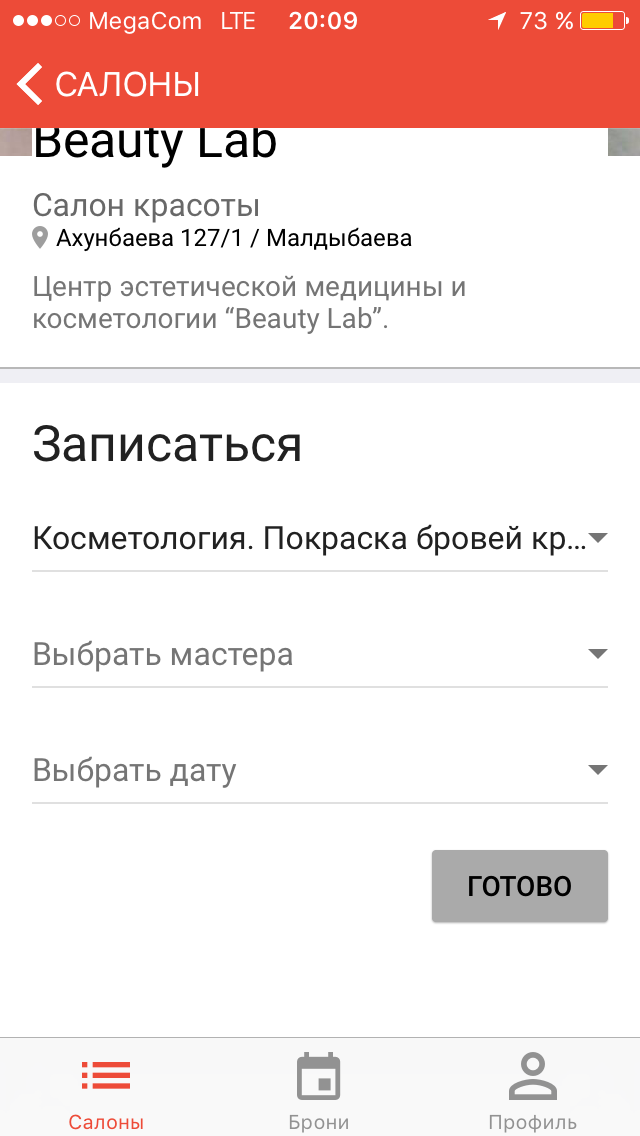 MegaCom LTE 20:09 73 %
САЛОНЫ
Beauty Lab
Салон красоты
Ахунбаева 127/1 / Малдыбаева
Центр эстетической медицины и
косметологии “Beauty Lab”.
Записаться
Косметология. Покраска бровей кр...
Выбрать мастера
Выбрать дату
ГОТОВО
Салоны Брони Профиль